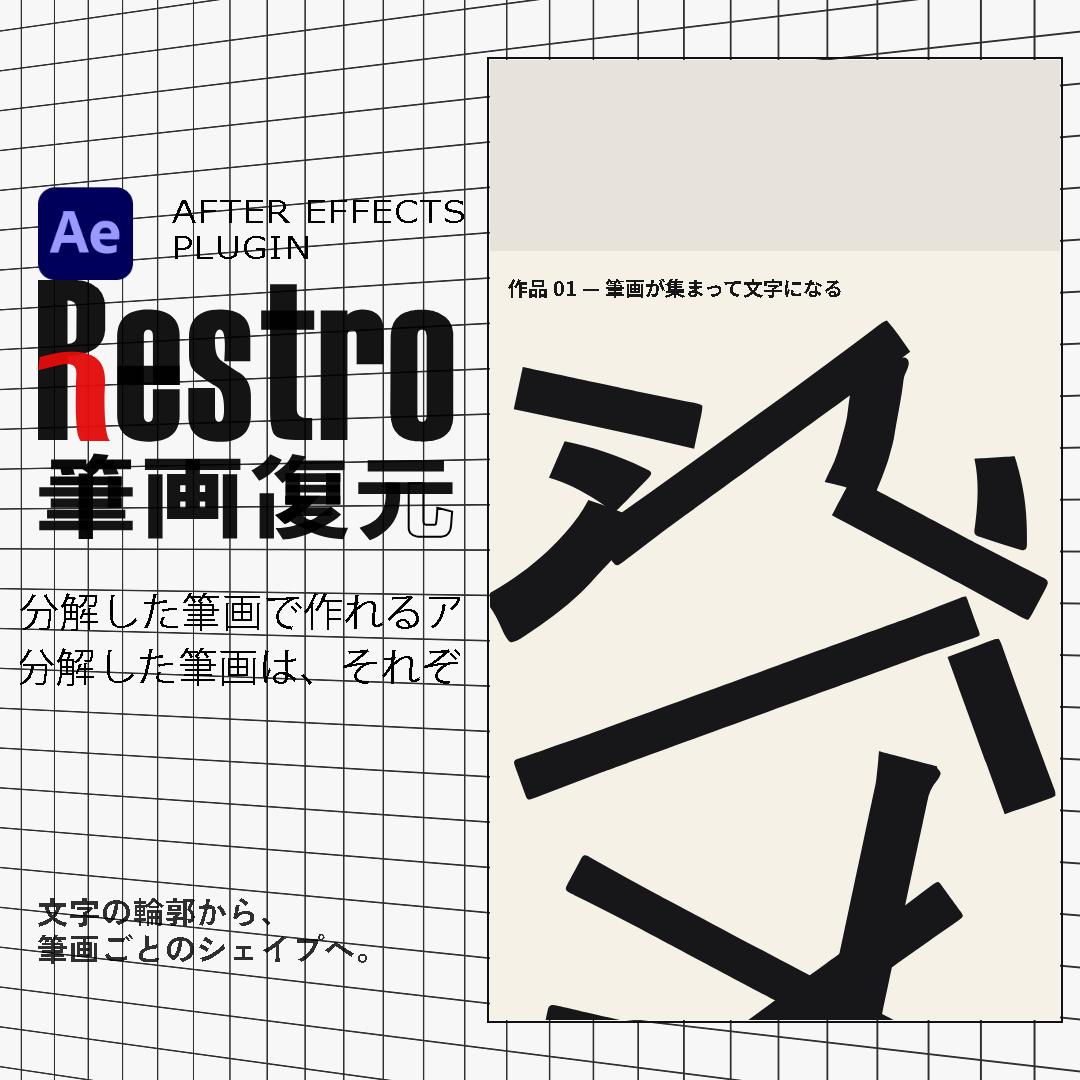 Ae
AFTER EFFECTS
PLUGIN
Restro
筆画復元
分解した筆画で作れるア
分解した筆画は、それぞ
文字の輪郭から、
筆画ごとのシェイプへ。
作品 01 — 筆画が集まって文字になる